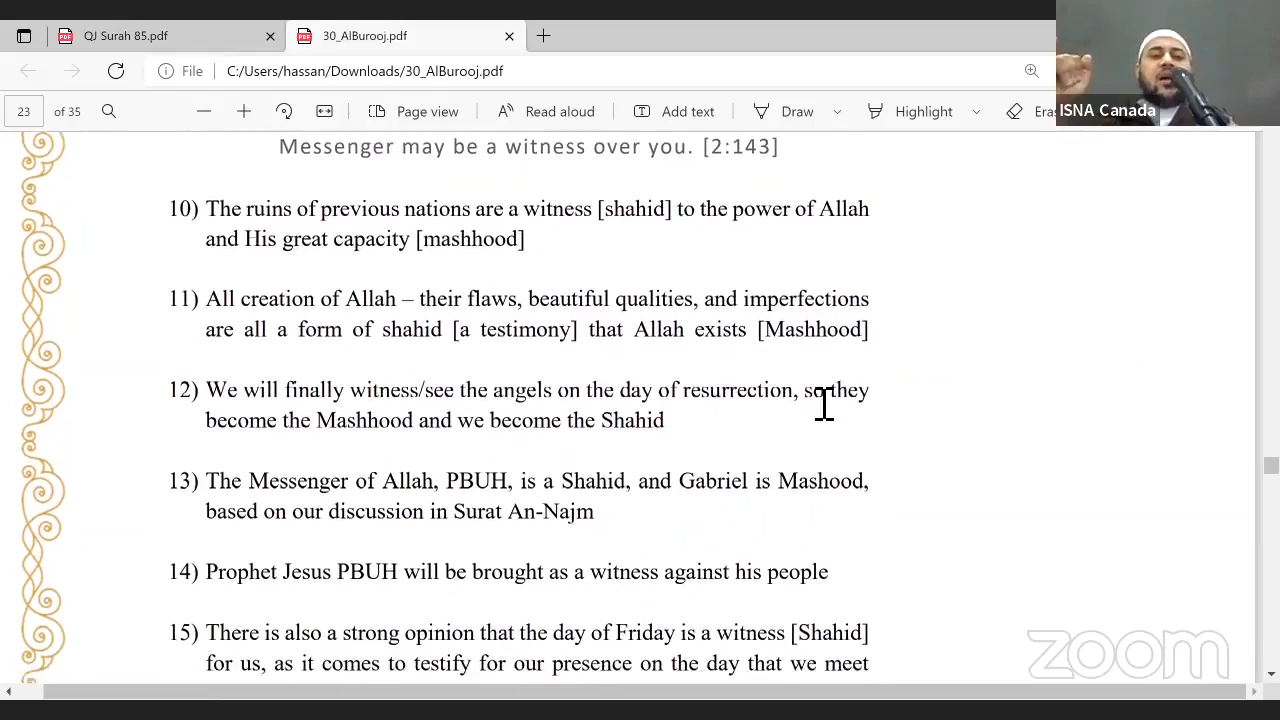 QJ Surah 85.pdf
30_AlBurooj.pdf
File
C:/Users/hassan/Downloads/30_AlBurooj.pdf
ISNA Canada
23 of 35
Page view
Read aloud
Add text
Draw
Highlight
Messenger may be a witness over you. [2:143]
10) The ruins of previous nations are a witness [shahid] to the power of Allah
and His great capacity [mashhood]
11) All creation of Allah – their flaws, beautiful qualities, and imperfections
are all a form of shahid [a testimony] that Allah exists [Mashhood]
12) We will finally witness/see the angels on the day of resurrection, so they
become the Mashhood and we become the Shahid
13) The Messenger of Allah, PBUH, is a Shahid, and Gabriel is Mashood,
based on our discussion in Surat An-Najm
14) Prophet Jesus PBUH will be brought as a witness against his people
15) There is also a strong opinion that the day of Friday is a witness [Shahid]
for us, as it comes to testify for our presence on the day that we meet
zoom